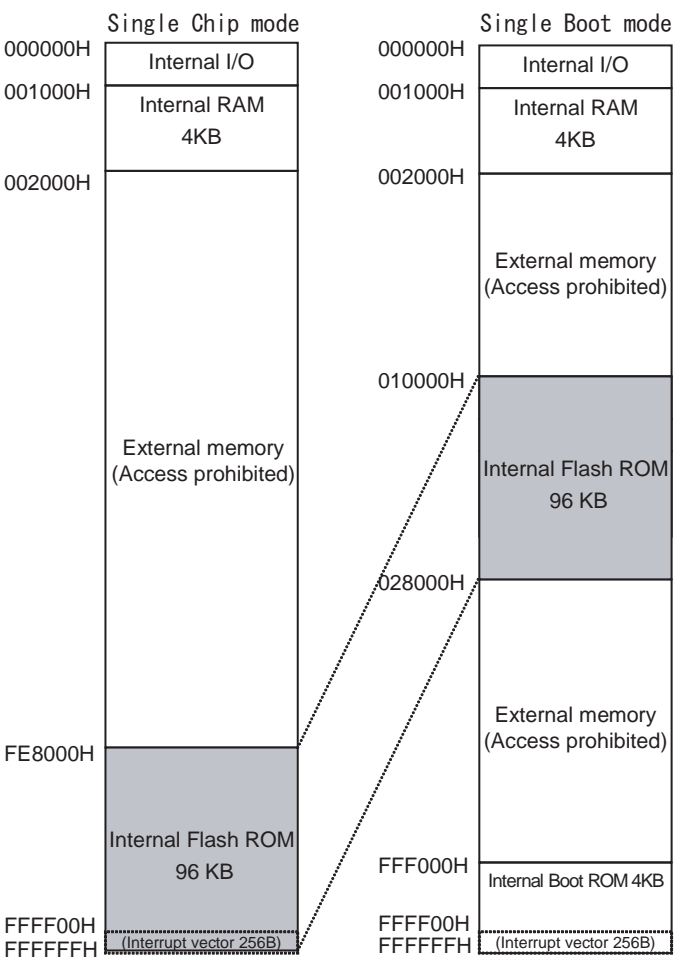 Single Chip mode
000000H
Internal I/O
001000H
Internal RAM
4KB
002000H
External memory
(Access prohibited)
FE8000H
Internal Flash ROM
96 KB
FFFF00H
(Interrupt vector 256B)
FFFFFFH
Single Boot mode
000000H
Internal I/O
001000H
Internal RAM
4KB
002000H
External memory
(Access prohibited)
010000H
Internal Flash ROM
96 KB
028000H
External memory
(Access prohibited)
FFF000H
Internal Boot ROM 4KB
FFFF00H
(Interrupt vector 256B)
FFFFFFH